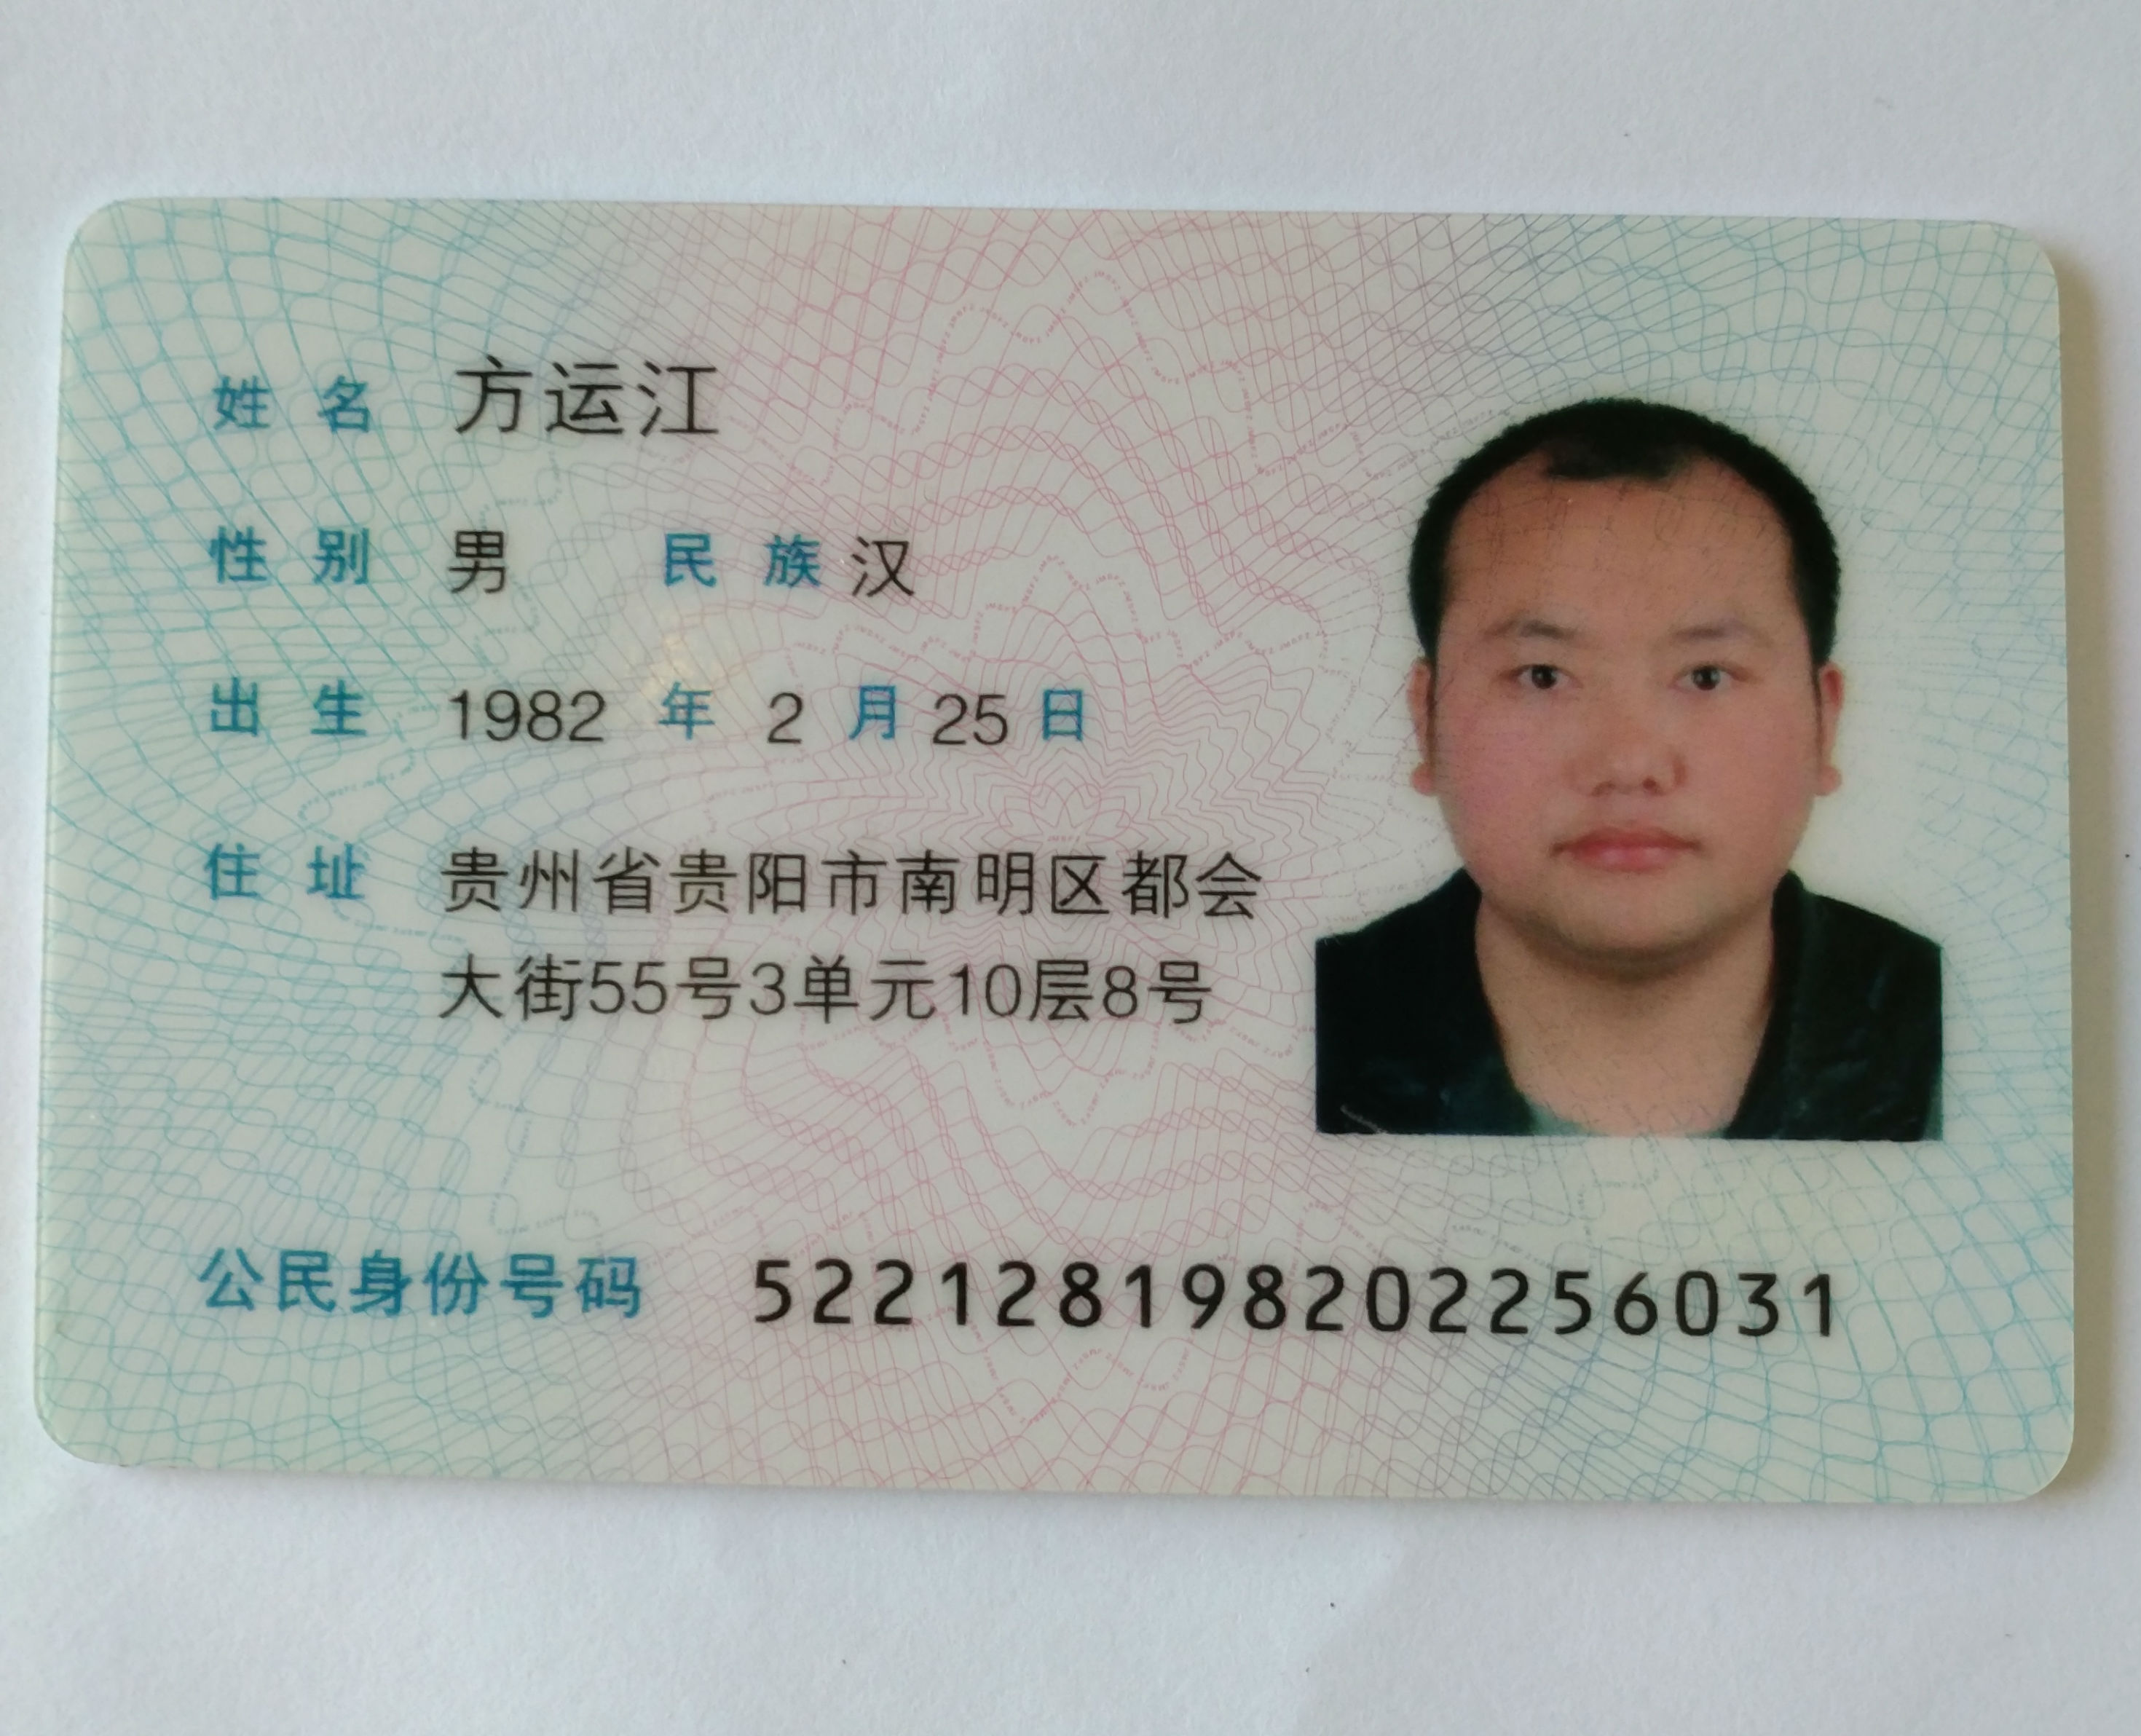 姓名 方运江
性别 男 民族 汉
出生 1982 年 2 月 25 日
住址 贵州省贵阳市南明区都会
大街55号3单元10层8号
公民身份号码 522128198202256031